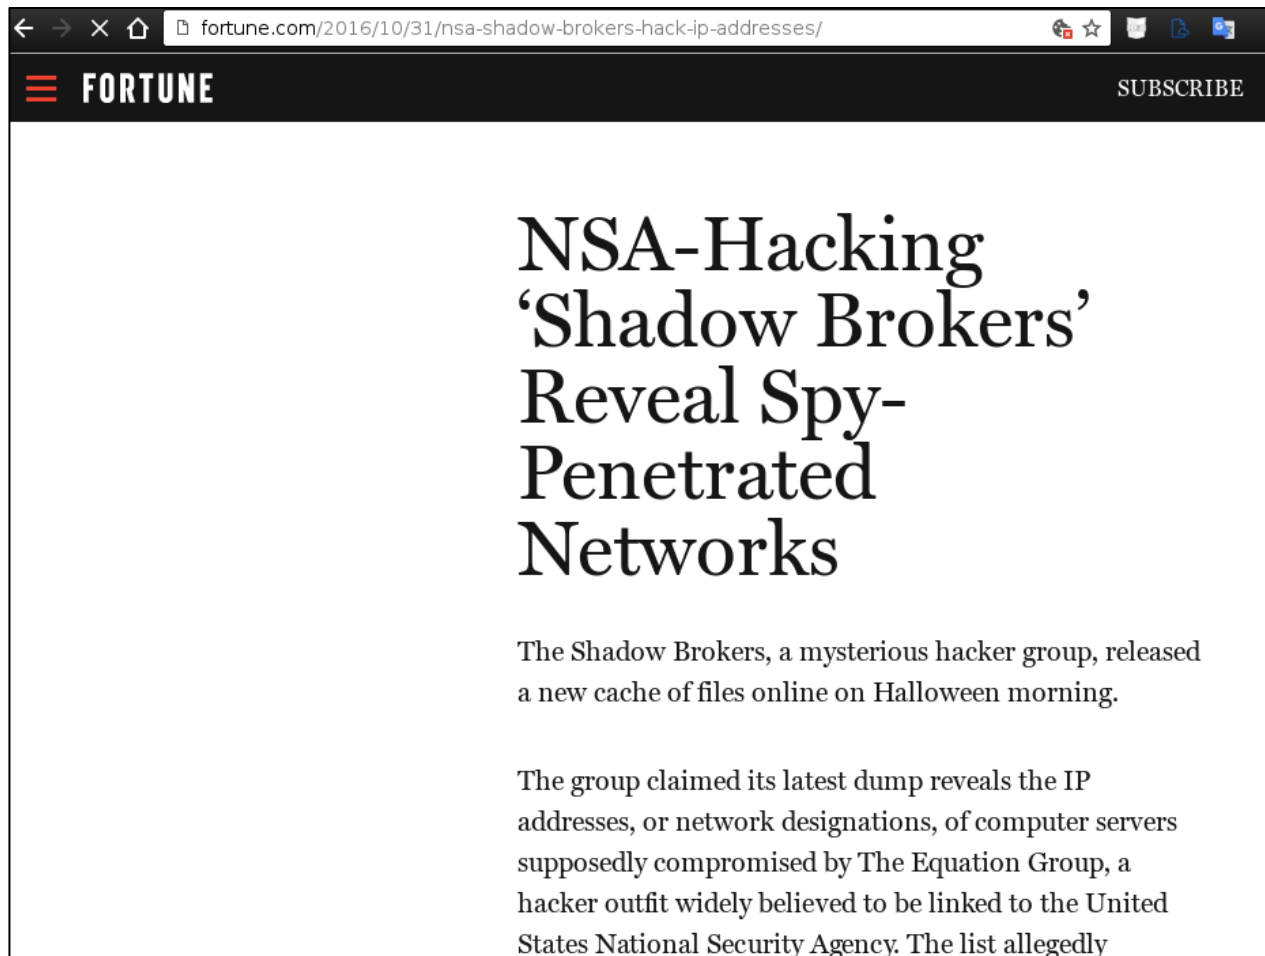 fortune.com/2016/10/31/nsa-shadow-brokers-hack-ip-addresses/
FORTUNE
SUBSCRIBE
NSA-Hacking
‘Shadow Brokers’
Reveal Spy-
Penetrated
Networks
The Shadow Brokers, a mysterious hacker group, released
a new cache of files online on Halloween morning.
The group claimed its latest dump reveals the IP
addresses, or network designations, of computer servers
supposedly compromised by The Equation Group, a
hacker outfit widely believed to be linked to the United
States National Security Agency. The list allegedly